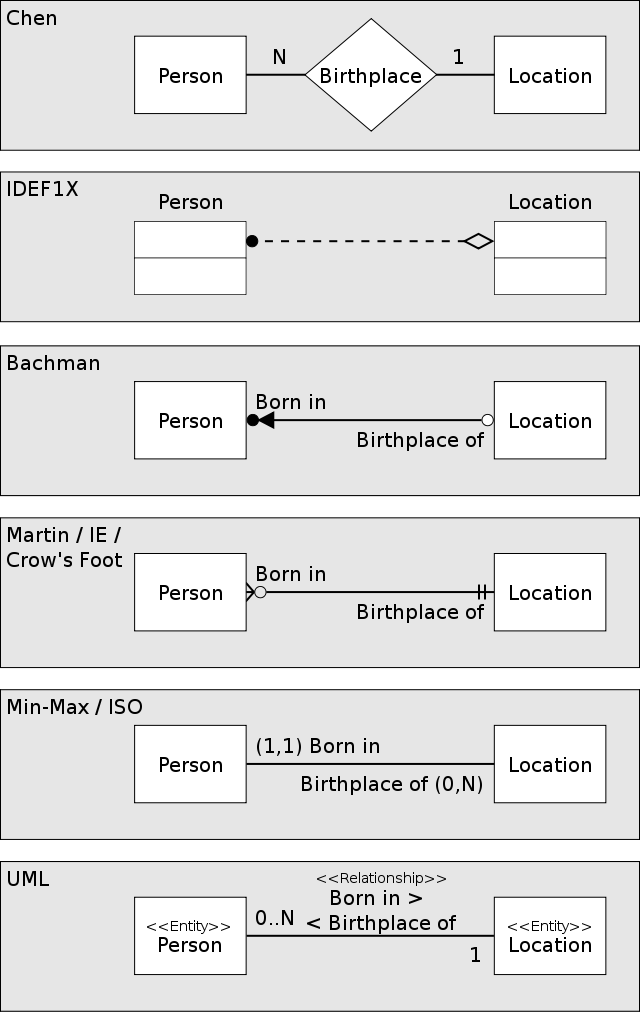 Chen
Person
N
Birthplace
1
Location
IDEF1X
Person
Location
Bachman
Person
Born in
Birthplace of
Location
Martin / IE /
Crow's Foot
Person
Born in
Birthplace of
Location
Min-Max / ISO
Person
(1,1) Born in
Birthplace of (0,N)
Location
UML
<<Entity>>
Person
0..N
<<Relationship>>
Born in >
< Birthplace of
1
<<Entity>>
Location